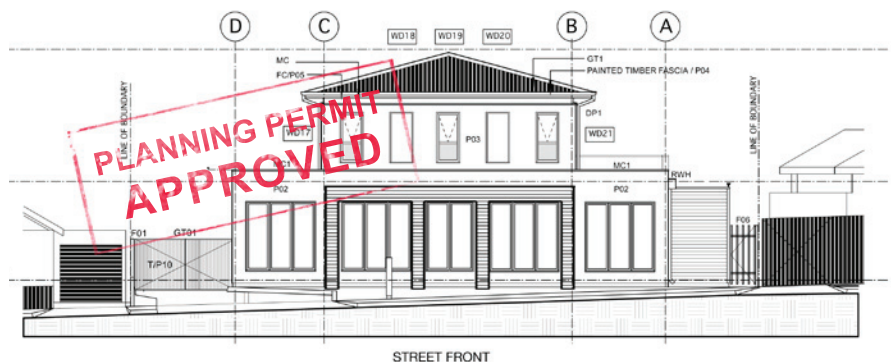 D
C
B
A
WD18
WD19
WD20
MC
GT1
FC/P05
PAINTED TIMBER FASCIA / P04
PLANNING PERMIT
APPROVED
LINE OF BOUNDARY
WD17
P03
DP1
WD21
LINE OF BOUNDARY
MC1
MC1
P02
P02
RWH
F01
GT01
F06
T/P10
STREET FRONT